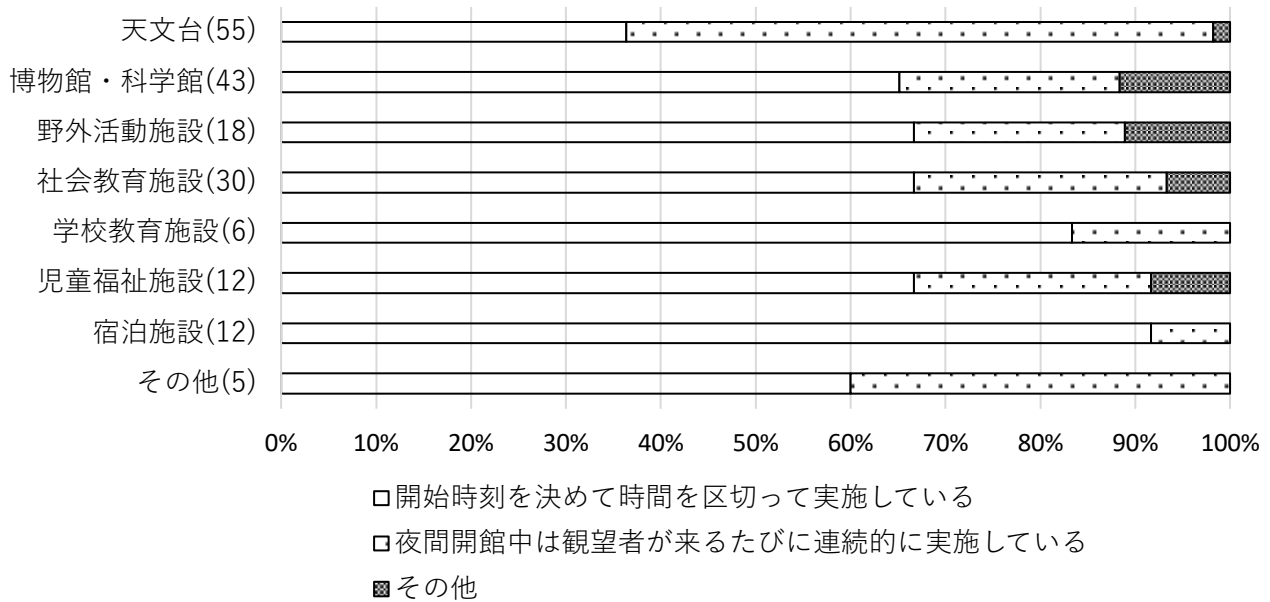 天文台(55)
博物館・科学館(43)
野外活動施設(18)
社会教育施設(30)
学校教育施設(6)
児童福祉施設(12)
宿泊施設(12)
その他(5)
0% 10% 20% 30% 40% 50% 60% 70% 80% 90% 100%
開始時刻を決めて時間を区切って実施している
夜間開館中は観望者が来るたびに連続的に実施している
その他